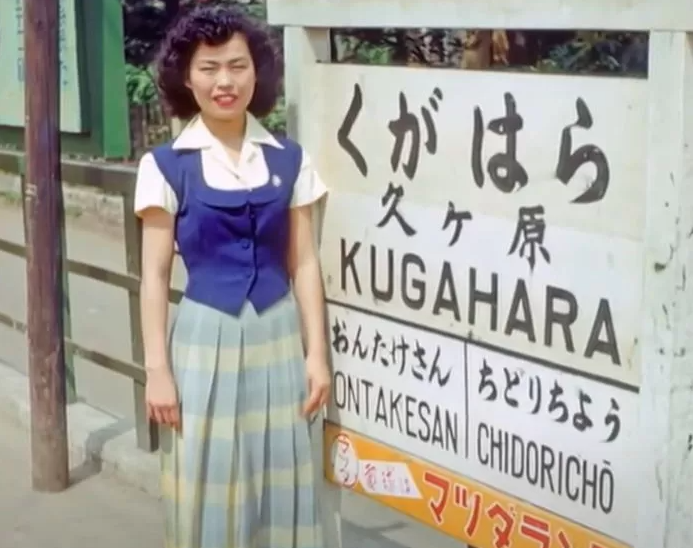 くがはら
久ヶ原
KUGAHARA
おんたけさん
ONTAKESAN
ちどりちよう
CHIDORICHŌ
マツダラン